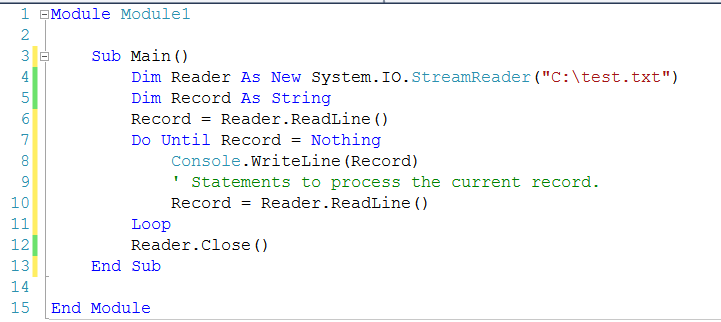 1 Module Module1
2
3 Sub Main()
4 Dim Reader As New System.IO.StreamReader("C:\test.txt")
5 Dim Record As String
6 Record = Reader.ReadLine()
7 Do Until Record = Nothing
8 Console.WriteLine(Record)
9 ' Statements to process the current record.
10 Record = Reader.ReadLine()
11 Loop
12 Reader.Close()
13 End Sub
14
15 End Module